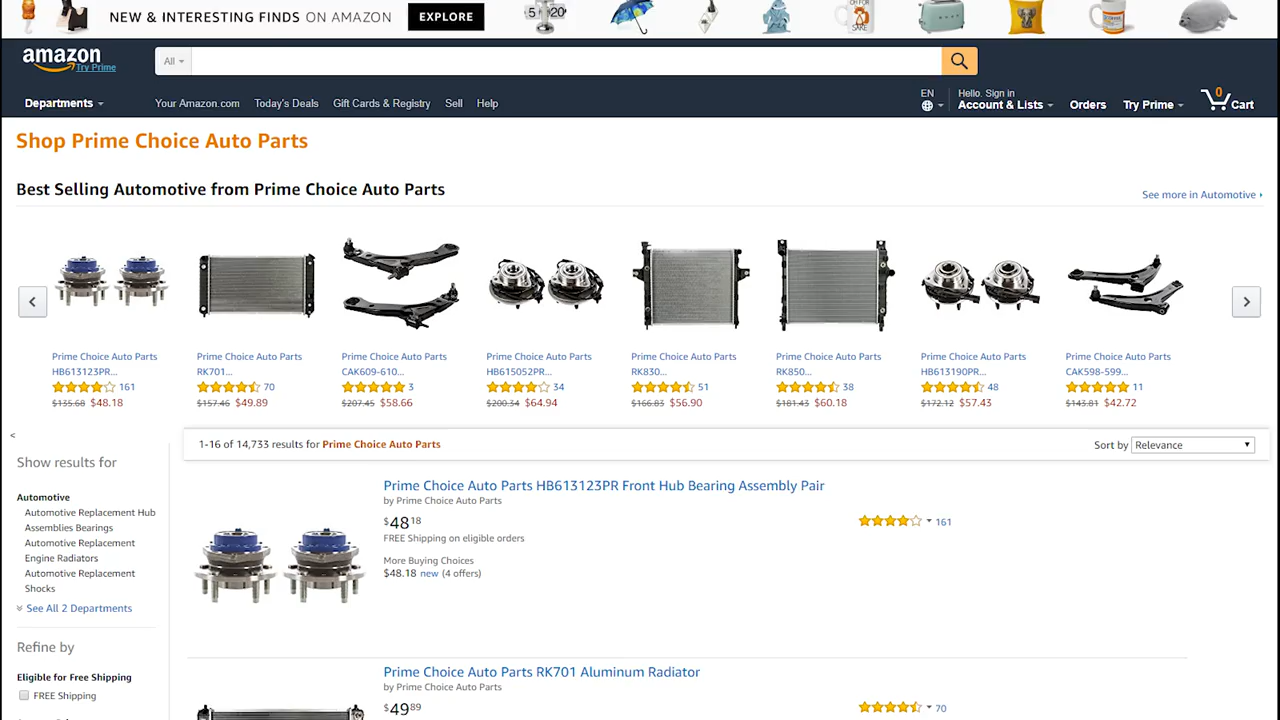 NEW & INTERESTING FINDS ON AMAZON
EXPLORE
5 20
OH FOR
SAKE
amazon
Try Prime
All
Departments
Your Amazon.com
Today's Deals
Gift Cards & Registry
Sell
Help
EN
Hello. Sign in
Account & Lists
Orders
Try Prime
0
Cart
Shop Prime Choice Auto Parts
Best Selling Automotive from Prime Choice Auto Parts
See more in Automotive
Prime Choice Auto Parts
HB613123PR...
161
$135.68 $48.18
Prime Choice Auto Parts
RK701...
70
$157.46 $49.89
Prime Choice Auto Parts
CAK609-610...
3
$207.45 $58.66
Prime Choice Auto Parts
HB615052PR...
34
$200.34 $64.94
Prime Choice Auto Parts
RK830...
51
$166.83 $56.90
Prime Choice Auto Parts
RK850...
38
$181.43 $60.18
Prime Choice Auto Parts
HB613190PR...
48
$172.12 $57.43
Prime Choice Auto Parts
CAK598-599...
11
$143.81 $42.72
<
1-16 of 14,733 results for Prime Choice Auto Parts
Sort by Relevance
Show results for
Automotive
Automotive Replacement Hub
Assemblies Bearings
Automotive Replacement
Engine Radiators
Automotive Replacement
Shocks
See All 2 Departments
Refine by
Eligible for Free Shipping
FREE Shipping
Prime Choice Auto Parts HB613123PR Front Hub Bearing Assembly Pair
by Prime Choice Auto Parts
$48 18
FREE Shipping on eligible orders
More Buying Choices
$48.18 new (4 offers)
161
Prime Choice Auto Parts RK701 Aluminum Radiator
by Prime Choice Auto Parts
$49 89
70